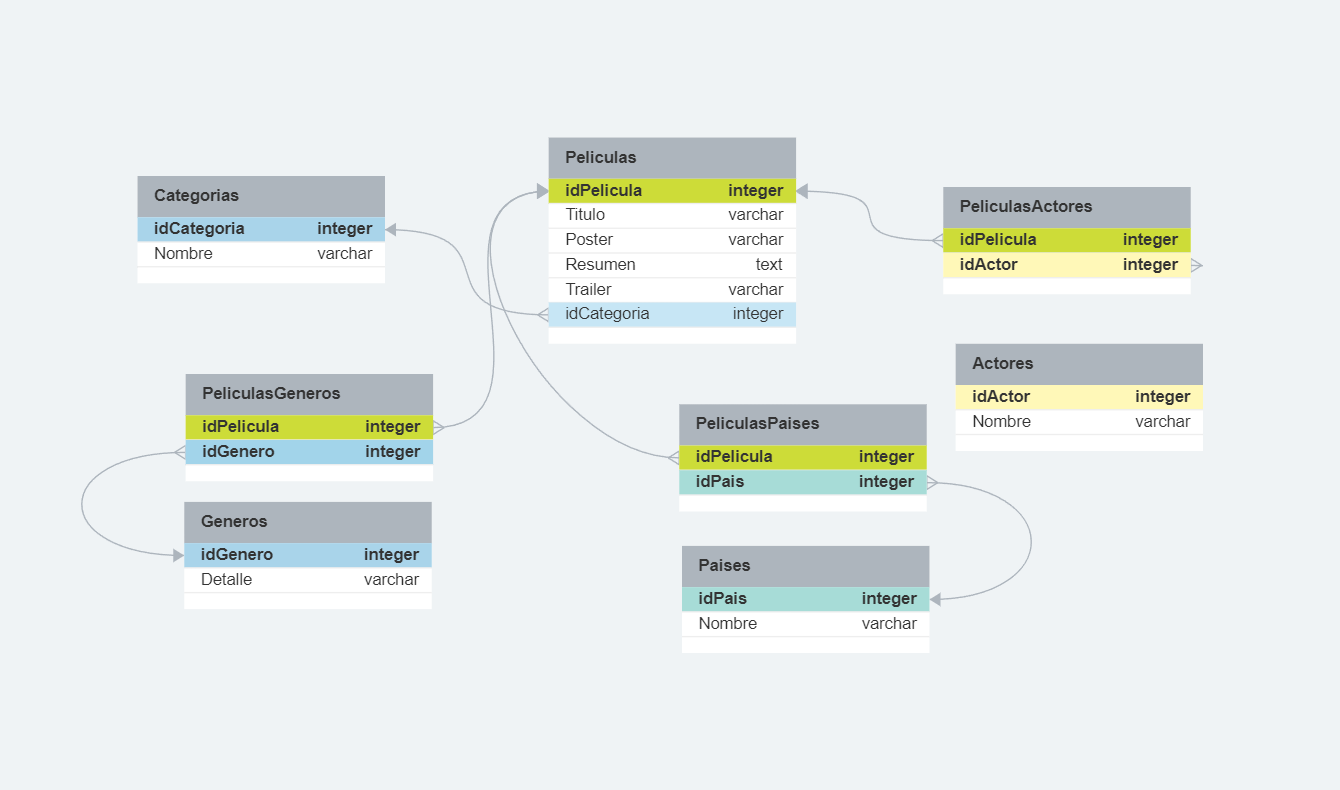 Categorias
idCategoria integer
Nombre varchar
Peliculas
idPelicula integer
Titulo varchar
Poster varchar
Resumen text
Trailer varchar
idCategoria integer
PeliculasActores
idPelicula integer
idActor integer
Actores
idActor integer
Nombre varchar
PeliculasGeneros
idPelicula integer
idGenero integer
Generos
idGenero integer
Detalle varchar
PeliculasPaises
idPelicula integer
idPais integer
Paises
idPais integer
Nombre varchar